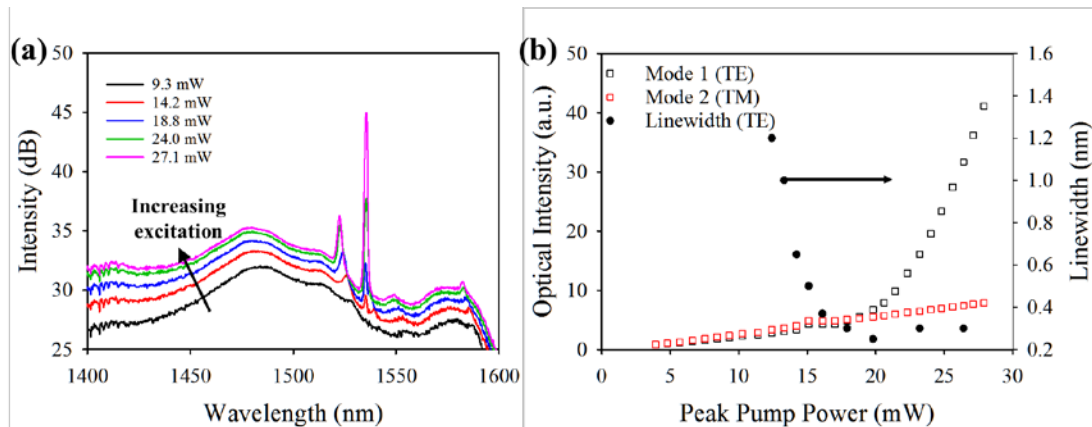 (a)
50
45
40
35
30
25
Intensity (dB)
9.3 mW
14.2 mW
18.8 mW
24.0 mW
27.1 mW
Increasing
excitation
1400 1450 1500 1550 1600
Wavelength (nm)
(b)
50
40
30
20
10
0
Optical Intensity (a.u.)
Mode 1 (TE)
Mode 2 (TM)
Linewidth (TE)
1.6
1.4
1.2
1.0
0.8
0.6
0.4
0.2
Linewidth (nm)
0 5 10 15 20 25 30
Peak Pump Power (mW)